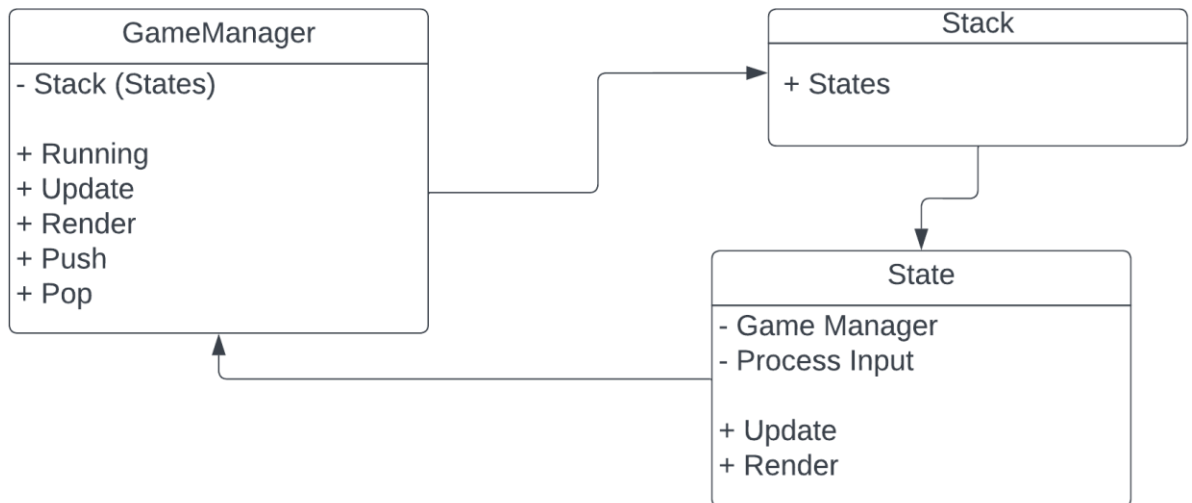 GameManager
- Stack (States)
+ Running
+ Update
+ Render
+ Push
+ Pop
Stack
+ States
State
- Game Manager
- Process Input
+ Update
+ Render